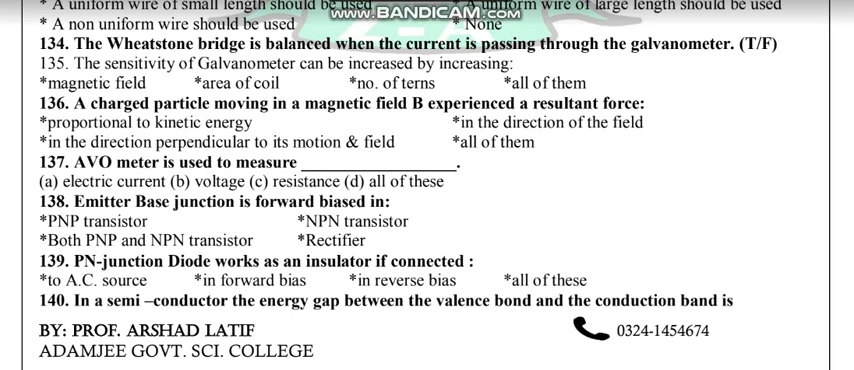 * A uniform wire of small length should be used * A uniform wire of large length should be used
www.BANDICAM.com
* A non uniform wire should be used * None
134. The Wheatstone bridge is balanced when the current is passing through the galvanometer. (T/F)
135. The sensitivity of Galvanometer can be increased by increasing:
*magnetic field *area of coil *no. of terns *all of them
136. A charged particle moving in a magnetic field B experienced a resultant force:
*proportional to kinetic energy *in the direction of the field
*in the direction perpendicular to its motion & field *all of them
137. AVO meter is used to measure ___________________.
(a) electric current (b) voltage (c) resistance (d) all of these
138. Emitter Base junction is forward biased in:
*PNP transistor *NPN transistor
*Both PNP and NPN transistor *Rectifier
139. PN-junction Diode works as an insulator if connected :
*to A.C. source *in forward bias *in reverse bias *all of these
140. In a semi –conductor the energy gap between the valence bond and the conduction band is
BY: PROF. ARSHAD LATIF 0324-1454674
ADAMJEE GOVT. SCI. COLLEGE